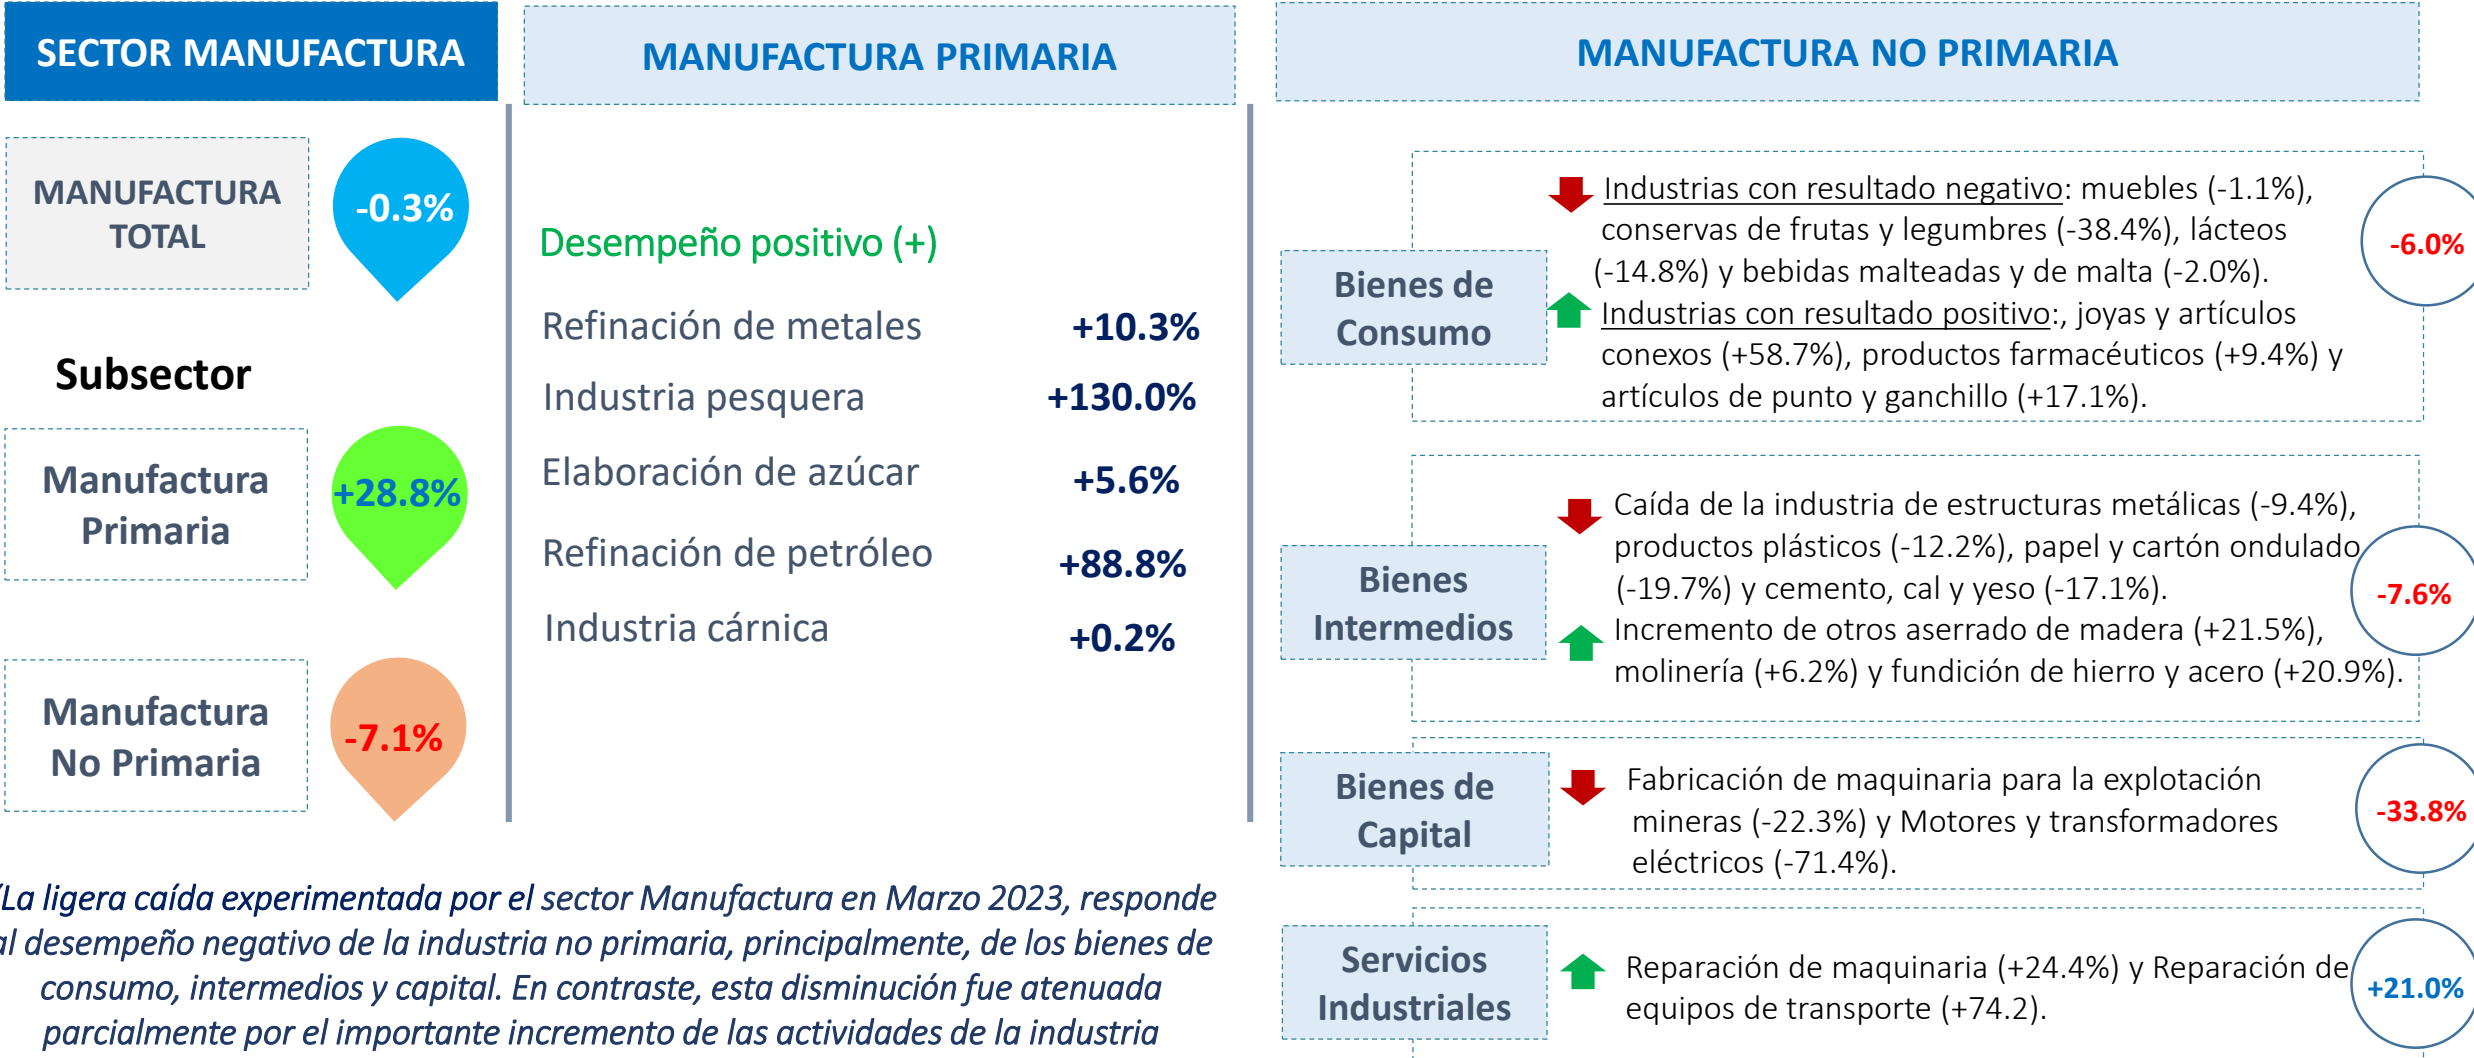 SECTOR MANUFACTURA
MANUFACTURA
TOTAL
-0.3%
Subsector
Manufactura
Primaria
+28.8%
Manufactura
No Primaria
-7.1%
MANUFACTURA PRIMARIA
Desempeño positivo (+)
Refinación de metales +10.3%
Industria pesquera +130.0%
Elaboración de azúcar +5.6%
Refinación de petróleo +88.8%
Industria cárnica +0.2%
La ligera caída experimentada por el sector Manufactura en Marzo 2023, responde
al desempeño negativo de la industria no primaria, principalmente, de los bienes de
consumo, intermedios y capital. En contraste, esta disminución fue atenuada
parcialmente por el importante incremento de las actividades de la industria
MANUFACTURA NO PRIMARIA
Bienes de
Consumo
Industrias con resultado negativo: muebles (-1.1%),
conservas de frutas y legumbres (-38.4%), lácteos
(-14.8%) y bebidas malteadas y de malta (-2.0%).
Industrias con resultado positivo:, joyas y artículos
conexos (+58.7%), productos farmacéuticos (+9.4%) y
artículos de punto y ganchillo (+17.1%).
-6.0%
Bienes
Intermedios
Caída de la industria de estructuras metálicas (-9.4%),
productos plásticos (-12.2%), papel y cartón ondulado
(-19.7%) y cemento, cal y yeso (-17.1%).
Incremento de otros aserrado de madera (+21.5%),
molinería (+6.2%) y fundición de hierro y acero (+20.9%).
-7.6%
Bienes de
Capital
Fabricación de maquinaria para la explotación
mineras (-22.3%) y Motores y transformadores
eléctricos (-71.4%).
-33.8%
Servicios
Industriales
Reparación de maquinaria (+24.4%) y Reparación de
equipos de transporte (+74.2).
+21.0%